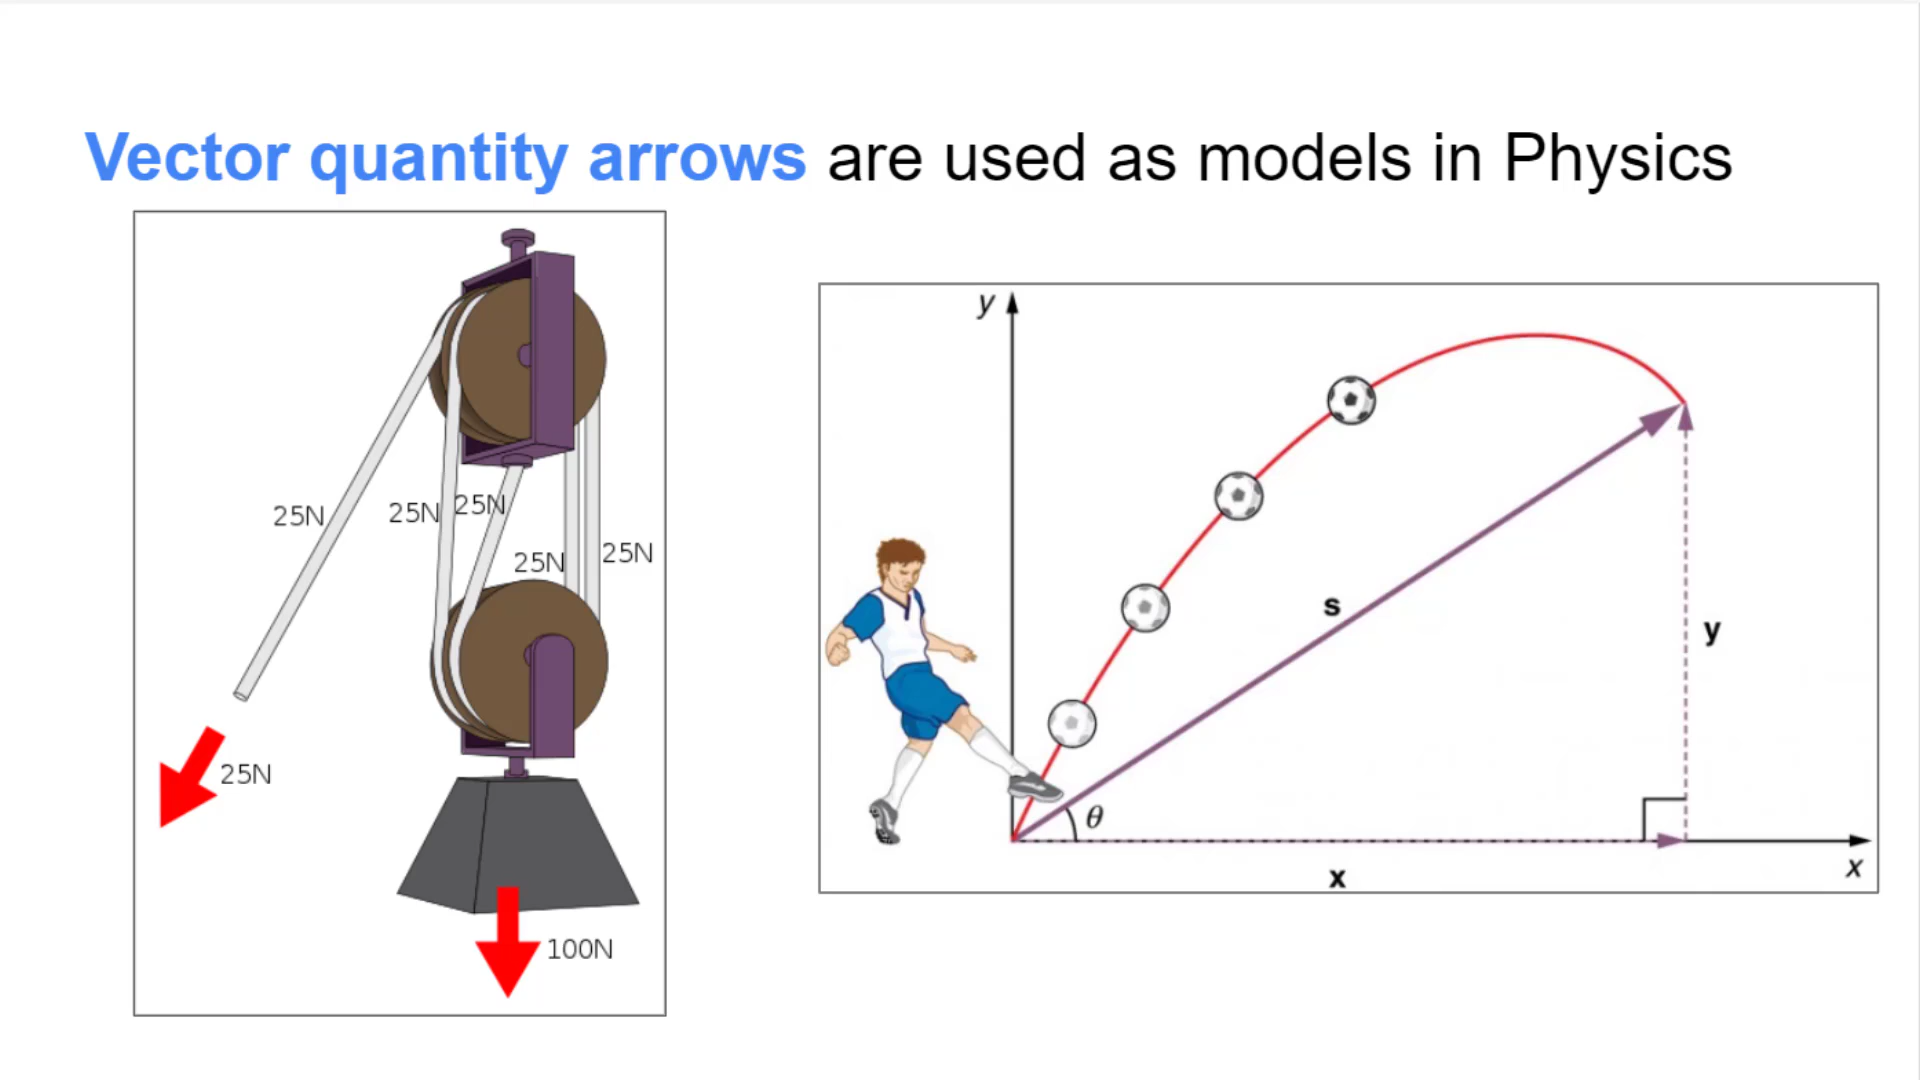 Vector quantity arrows are used as models in Physics
25N
25N
25N
25N
25N
25N
100N
y
s
y
θ
x
x